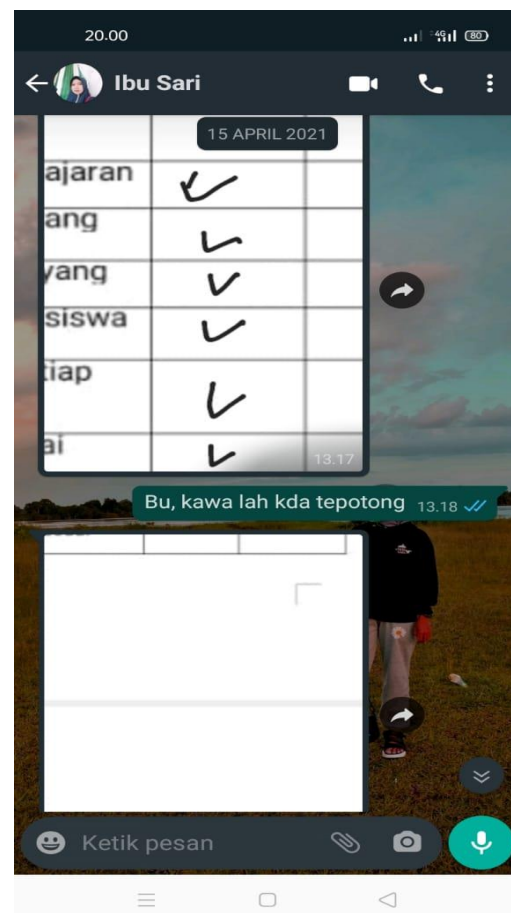 20.00
4G
80
Ibu Sari
15 APRIL 2021
ajaran
ang
yang
siswa
tiap
ai
13.17
Bu, kawa lah kda tepotong 13.18
Ketik pesan